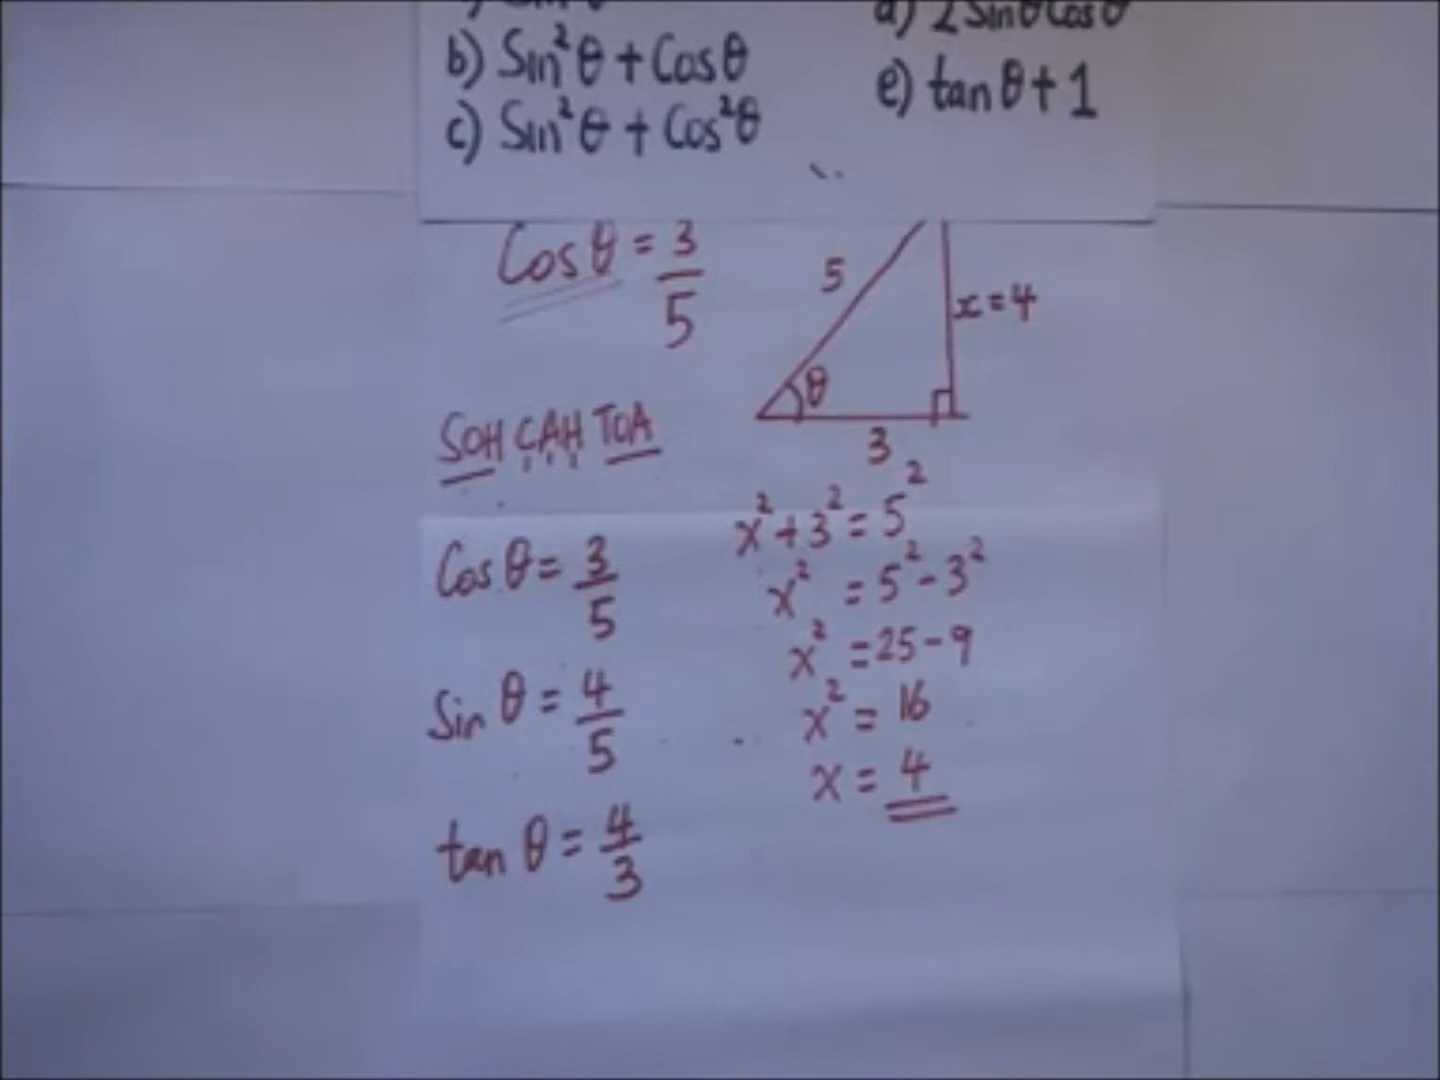 b) Sin²θ + Cosθ
c) Sin²θ + Cos²θ
d) 2SinθCosθ
e) tanθ + 1
Cosθ = 3/5
5
x = 4
θ
3
SOH CAH TOA
Cosθ = 3/5
Sinθ = 4/5
tanθ = 4/3
x² + 3² = 5²
x² = 5² - 3²
x² = 25 - 9
x² = 16
x = 4